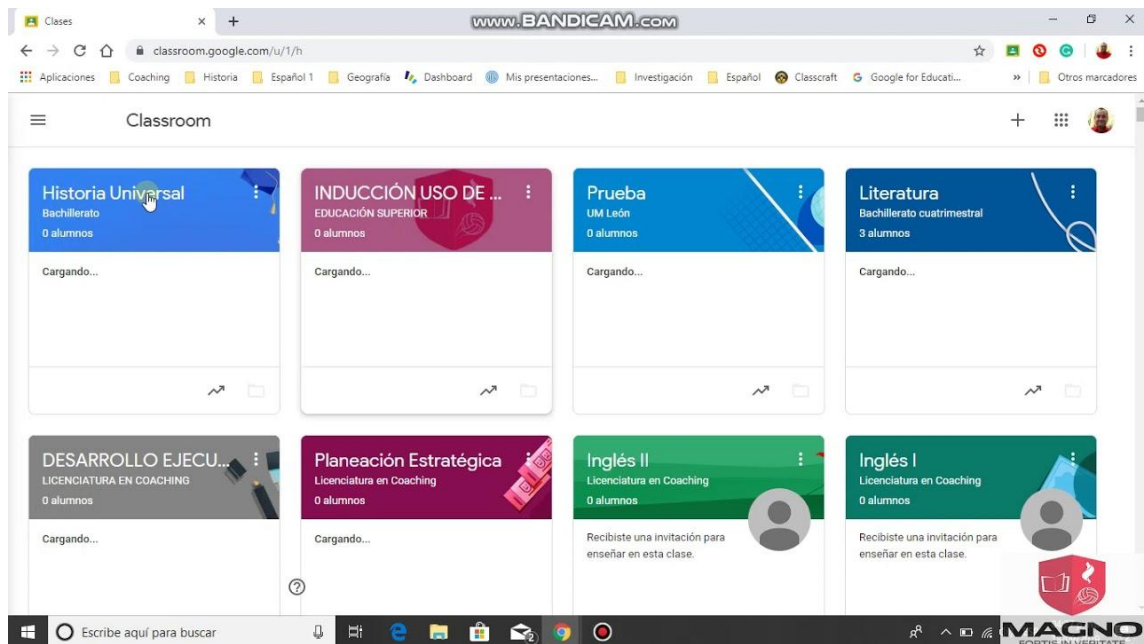 Clases
www.BANDICAM.com
classroom.google.com/u/1/h
Aplicaciones Coaching Historia Español 1 Geografía Dashboard Mis presentaciones... Investigación Español Classcraft Google for Educati... » Otros marcadores
Classroom
Historia Universal
Bachillerato
0 alumnos
Cargando...
INDUCCIÓN USO DE ...
EDUCACIÓN SUPERIOR
0 alumnos
Cargando...
Prueba
UM León
0 alumnos
Cargando...
Literatura
Bachillerato cuatrimestral
3 alumnos
Cargando...
DESARROLLO EJECU...
LICENCIATURA EN COACHING
0 alumnos
Cargando...
Planeación Estratégica
Licenciatura en Coaching
0 alumnos
Cargando...
Inglés II
Licenciatura en Coaching
0 alumnos
Recibiste una invitación para
enseñar en esta clase.
Inglés I
Licenciatura en Coaching
0 alumnos
Recibiste una invitación para
enseñar en esta clase.
Escribe aquí para buscar
MAGNO
FORTIS IN VERITATE